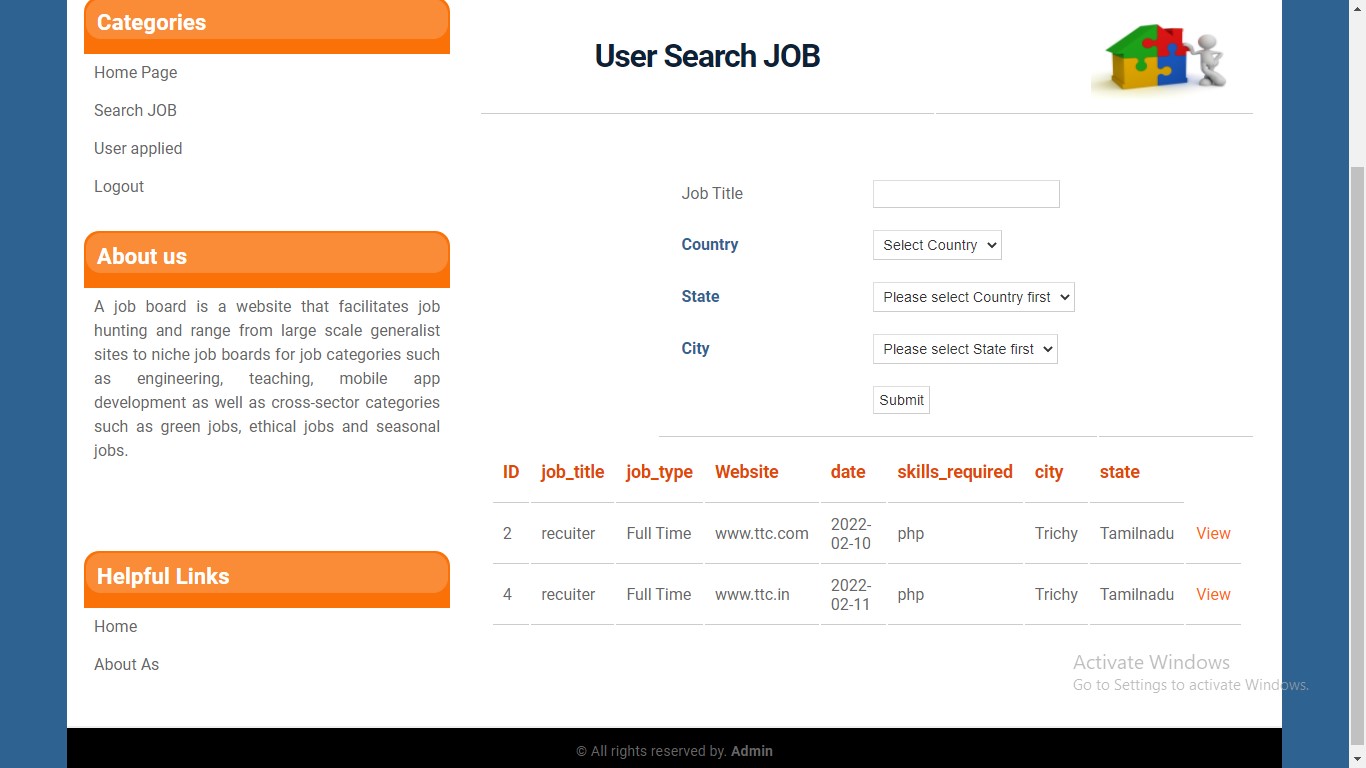 Categories
Home Page
Search JOB
User applied
Logout
About us
A job board is a website that facilitates job
hunting and range from large scale generalist
sites to niche job boards for job categories such
as engineering, teaching, mobile app
development as well as cross-sector categories
such as green jobs, ethical jobs and seasonal
jobs.
Helpful Links
Home
About As
User Search JOB
Job Title
Country Select Country
State Please select Country first
City Please select State first
Submit
ID job_title job_type Website date skills_required city state
2 recuiter Full Time www.ttc.com 2022-
02-10 php Trichy Tamilnadu View
4 recuiter Full Time www.ttc.in 2022-
02-11 php Trichy Tamilnadu View
Activate Windows
Go to Settings to activate Windows.
© All rights reserved by. Admin